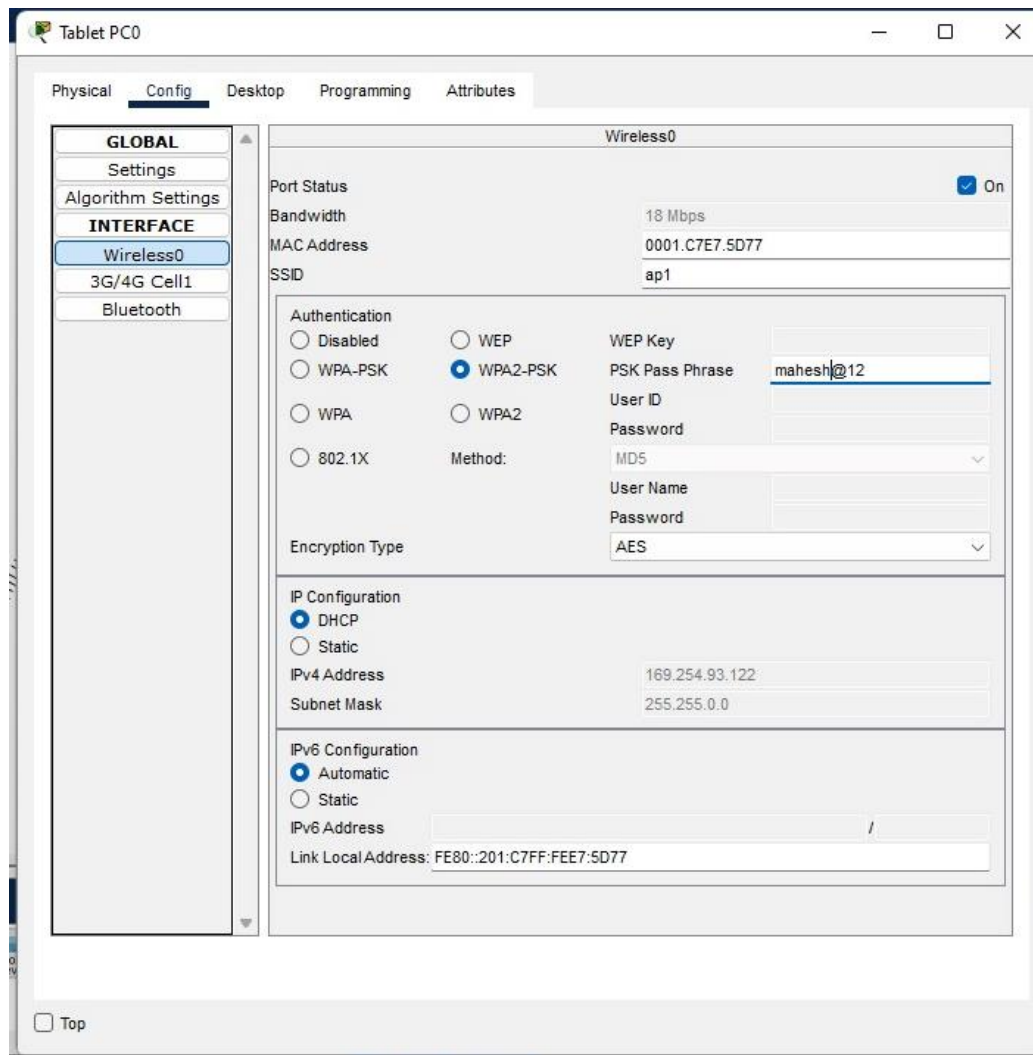 Tablet PC0
Physical Config Desktop Programming Attributes
GLOBAL
Settings
Algorithm Settings
INTERFACE
Wireless0
3G/4G Cell1
Bluetooth
Wireless0
Port Status On
Bandwidth 18 Mbps
MAC Address 0001.C7E7.5D77
SSID ap1
Authentication
Disabled WEP WEP Key
WPA-PSK WPA2-PSK PSK Pass Phrase mahesh@12
User ID
WPA WPA2
Password
802.1X Method: MD5
User Name
Password
Encryption Type AES
IP Configuration
DHCP
Static
IPv4 Address 169.254.93.122
Subnet Mask 255.255.0.0
IPv6 Configuration
Automatic
Static
IPv6 Address /
Link Local Address: FE80::201:C7FF:FEE7:5D77
Top